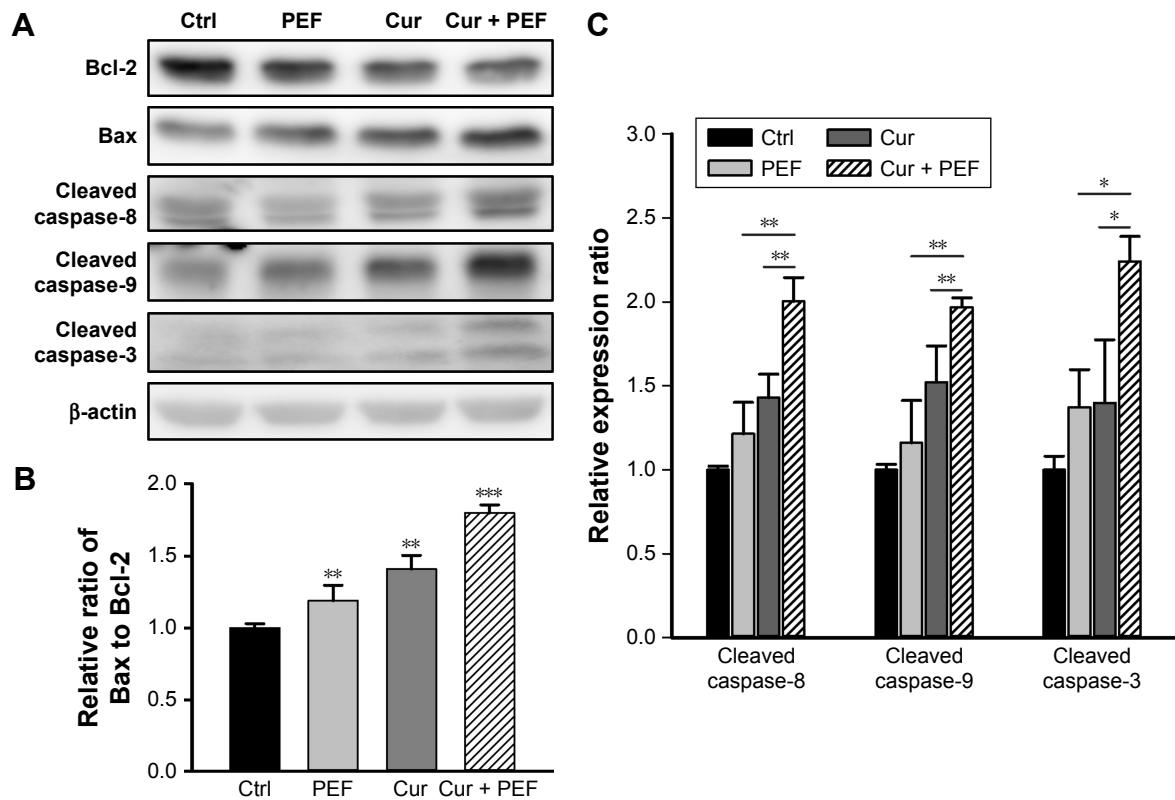 A
Ctrl PEF Cur Cur + PEF
Bcl-2
Bax
Cleaved
caspase-8
Cleaved
caspase-9
Cleaved
caspase-3
β-actin
B
Relative ratio of
Bax to Bcl-2
2.0
1.5
1.0
0.5
0.0
**
**
***
Ctrl PEF Cur Cur + PEF
C
Relative expression ratio
3.0
2.5
2.0
1.5
1.0
0.5
0.0
Ctrl Cur
PEF Cur + PEF
**
**
**
**
*
*
Cleaved
caspase-8
Cleaved
caspase-9
Cleaved
caspase-3